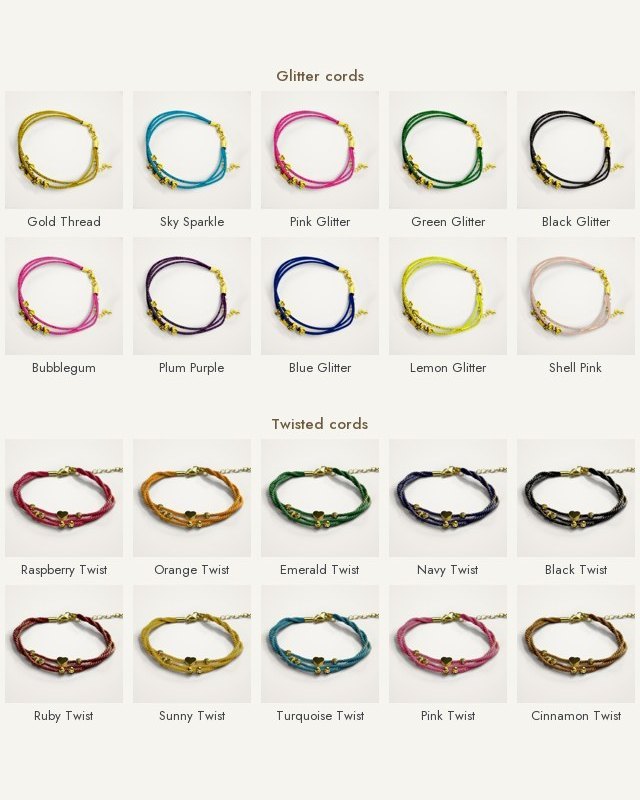 Glitter cords
Gold Thread Sky Sparkle Pink Glitter Green Glitter Black Glitter
Bubblegum Plum Purple Blue Glitter Lemon Glitter Shell Pink
Twisted cords
Raspberry Twist Orange Twist Emerald Twist Navy Twist Black Twist
Ruby Twist Sunny Twist Turquoise Twist Pink Twist Cinnamon Twist